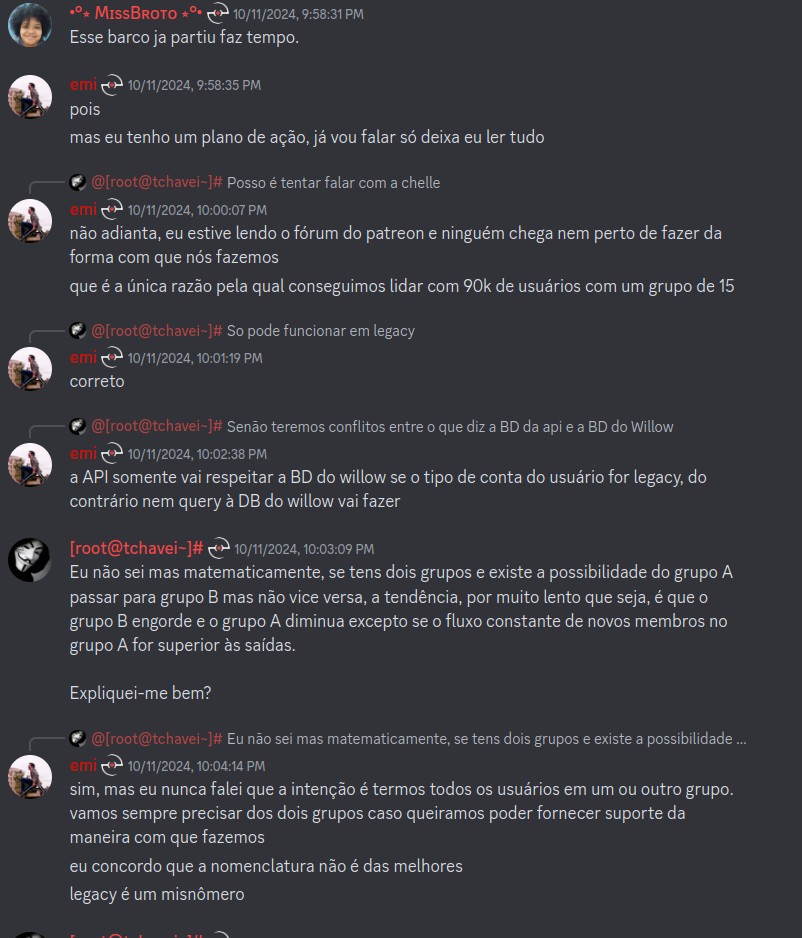 •°⋆ MissBroto ⋆°• 10/11/2024, 9:58:31 PM
Esse barco ja partiu faz tempo.
emi 10/11/2024, 9:58:35 PM
pois
mas eu tenho um plano de ação, já vou falar só deixa eu ler tudo
@[root@tchavei~]# Posso é tentar falar com a chelle
emi 10/11/2024, 10:00:07 PM
não adianta, eu estive lendo o fórum do patreon e ninguém chega nem perto de fazer da
forma com que nós fazemos
que é a única razão pela qual conseguimos lidar com 90k de usuários com um grupo de 15
@[root@tchavei~]# So pode funcionar em legacy
emi 10/11/2024, 10:01:19 PM
correto
@[root@tchavei~]# Senão teremos conflitos entre o que diz a BD da api e a BD do Willow
emi 10/11/2024, 10:02:38 PM
a API somente vai respeitar a BD do willow se o tipo de conta do usuário for legacy, do
contrário nem query à DB do willow vai fazer
[root@tchavei~]# 10/11/2024, 10:03:09 PM
Eu não sei mas matematicamente, se tens dois grupos e existe a possibilidade do grupo A
passar para grupo B mas não vice versa, a tendência, por muito lento que seja, é que o
grupo B engorde e o grupo A diminua excepto se o fluxo constante de novos membros no
grupo A for superior às saídas.
Expliquei-me bem?
@[root@tchavei~]# Eu não sei mas matematicamente, se tens dois grupos e existe a possibilidade ...
emi 10/11/2024, 10:04:14 PM
sim, mas eu nunca falei que a intenção é termos todos os usuários em um ou outro grupo.
vamos sempre precisar dos dois grupos caso queiramos poder fornecer suporte da
maneira com que fazemos
eu concordo que a nomenclatura não é das melhores
legacy é um misnômero